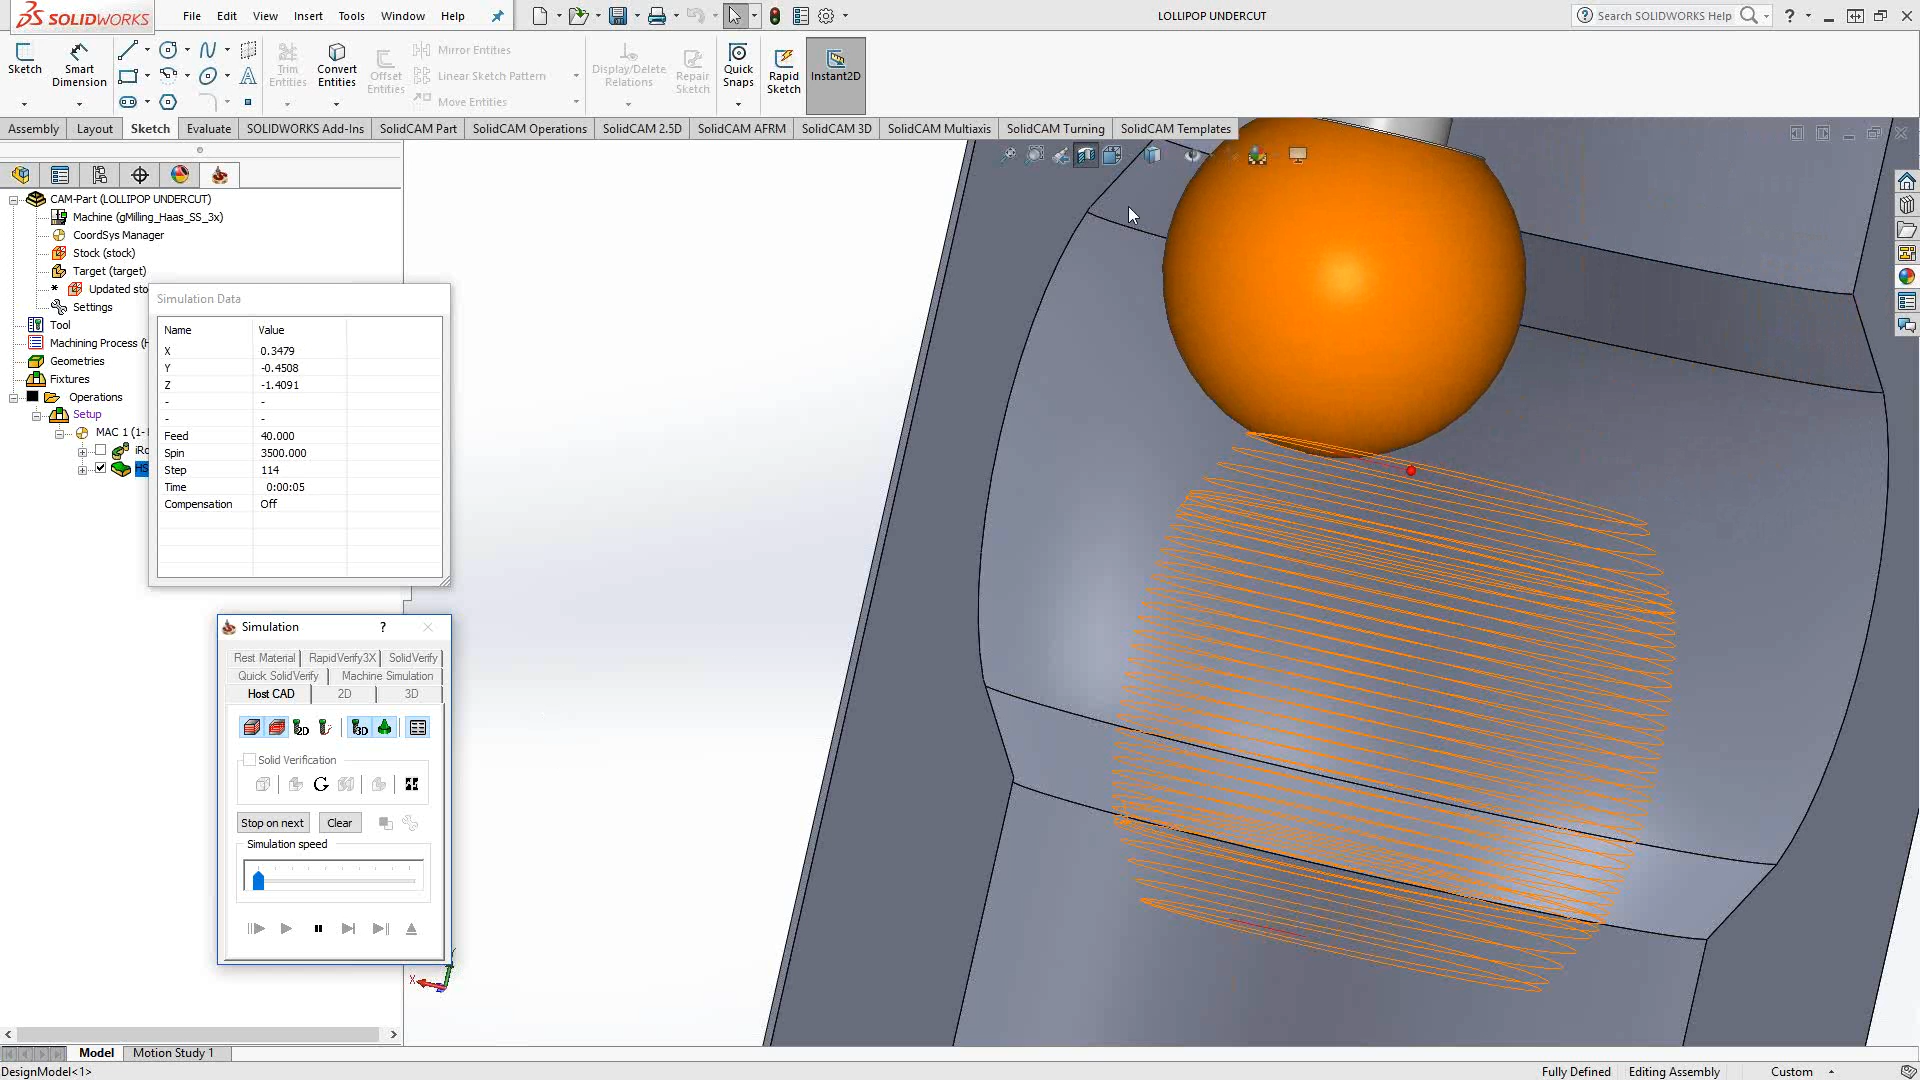 SOLIDWORKS
File Edit View Insert Tools Window Help
LOLLIPOP UNDERCUT
Search SOLIDWORKS Help
Sketch
Smart Dimension
Trim Entities
Convert Entities
Offset Entities
Mirror Entities
Linear Sketch Pattern
Move Entities
Display/Delete Relations
Repair Sketch
Quick Snaps
Rapid Sketch
Instant2D
Assembly Layout Sketch Evaluate SOLIDWORKS Add-Ins SolidCAM Part SolidCAM Operations SolidCAM 2.5D SolidCAM AFRM SolidCAM 3D SolidCAM Multiaxis SolidCAM Turning SolidCAM Templates
CAM-Part (LOLLIPOP UNDERCUT)
Machine (gMilling_Haas_SS_3x)
CoordSys Manager
Stock (stock)
Target (target)
* Updated sto
Settings
Tool
Machining Process (H
Geometries
Fixtures
Operations
Setup
MAC 1 (1-
iRo
HS
Simulation Data
Name Value
X 0.3479
Y -0.4508
Z -1.4091
- -
- -
Feed 40.000
Spin 3500.000
Step 114
Time 0:00:05
Compensation Off
Simulation ?
Rest Material RapidVerify3X SolidVerify
Quick SolidVerify Machine Simulation
Host CAD 2D 3D
2D 3D
Solid Verification
Stop on next Clear
Simulation speed
X
Model Motion Study 1
DesignModel<1>
Fully Defined Editing Assembly Custom